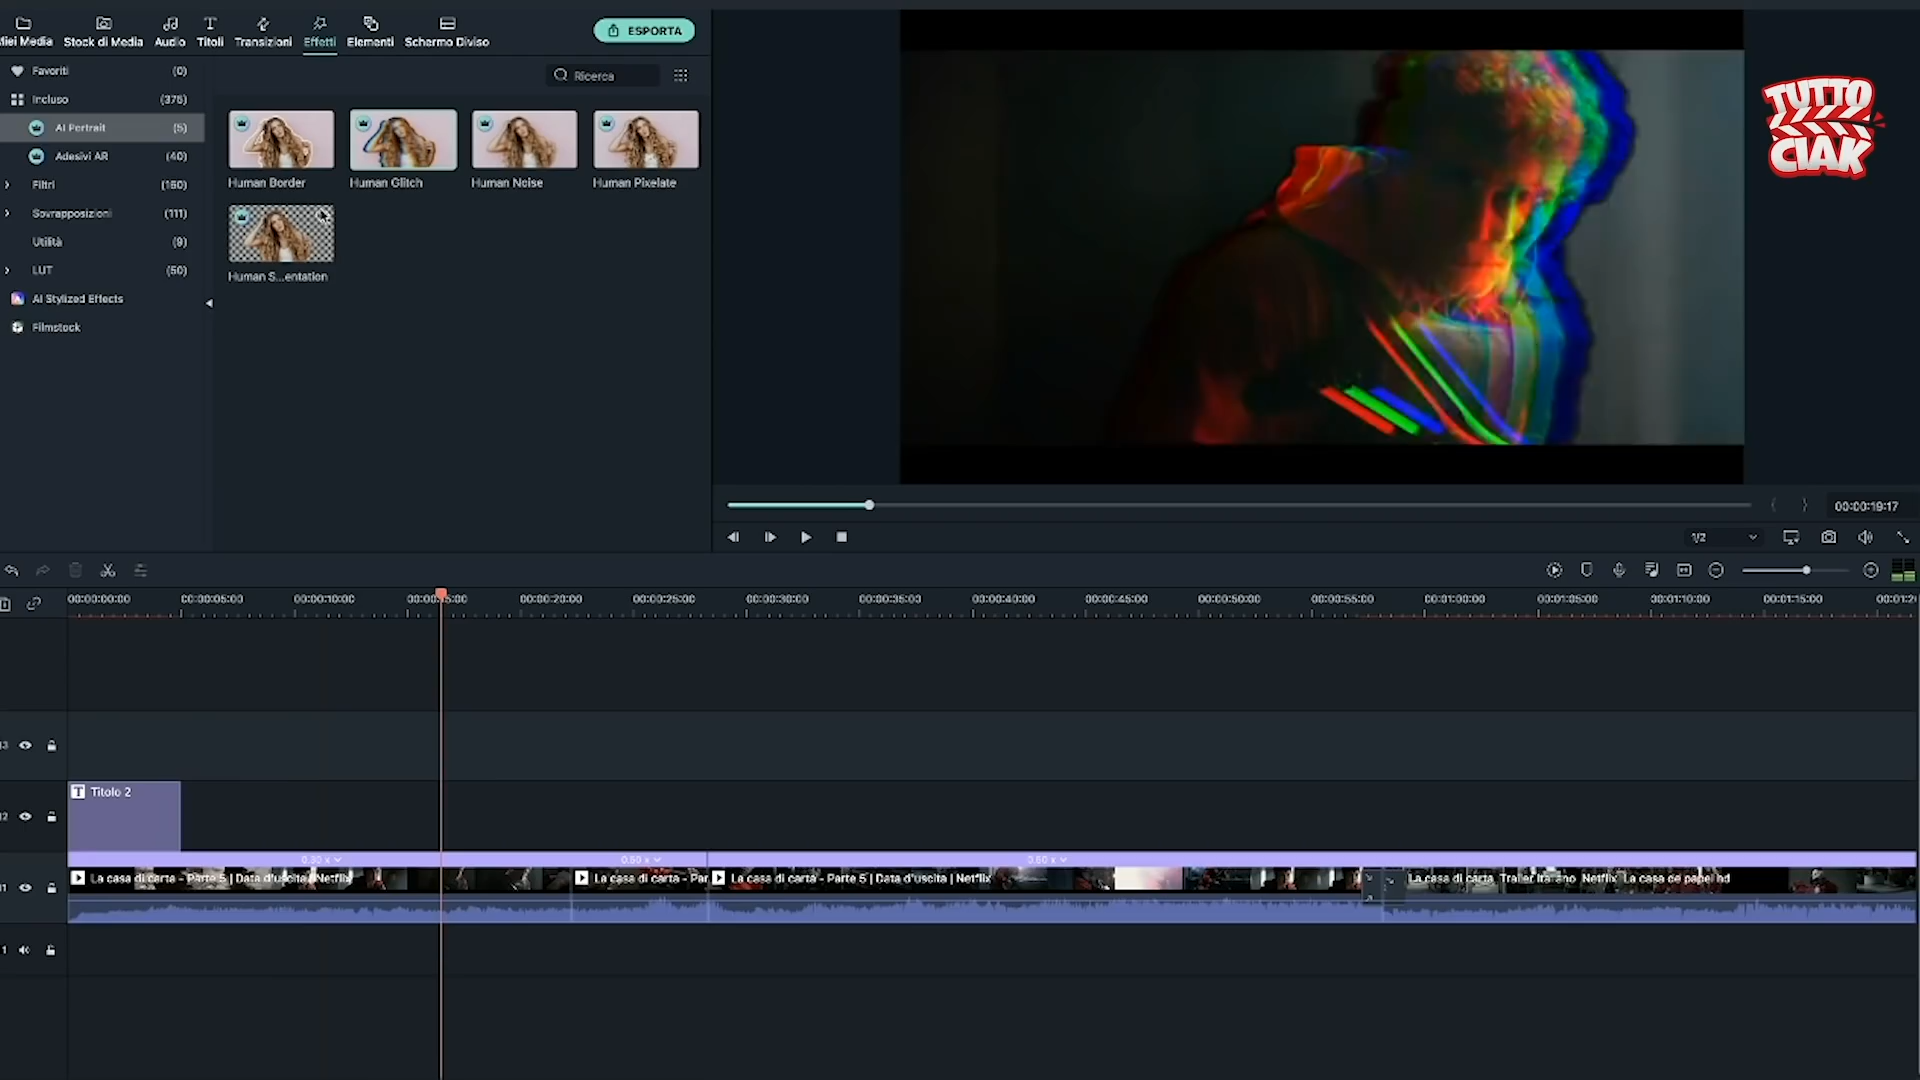 Miei Media Stock di Media Audio Titoli Transizioni Effetti Elementi Schermo Diviso
ESPORTA
TUTTO
CIAK
Ricerca
Favoriti (0)
Incluso (375)
AI Portrait (5)
Adesivi AR (40)
Filtri (160)
Sovrapposizioni (111)
Utilità (9)
LUT (50)
AI Stylized Effects
Filmstock
Human Border Human Glitch Human Noise Human Pixelate
Human S...entation
00:00:19:17
1/2
00:00:00:00 00:00:05:00 00:00:10:00 00:00:15:00 00:00:20:00 00:00:25:00 00:00:30:00 00:00:35:00 00:00:40:00 00:00:45:00 00:00:50:00 00:00:55:00 00:01:00:00 00:01:05:00 00:01:10:00 00:01:15:00 00:01:2
3
2
Titolo 2
0.30 x 0.50 x 0.60 x
1
La casa di carta - Parte 5 | Data d'uscita | Netflix La casa di carta - Par La casa di carta - Parte 5 | Data d'uscita | Netflix La casa di carta Trailer italiano Netflix La casa de papel hd
1